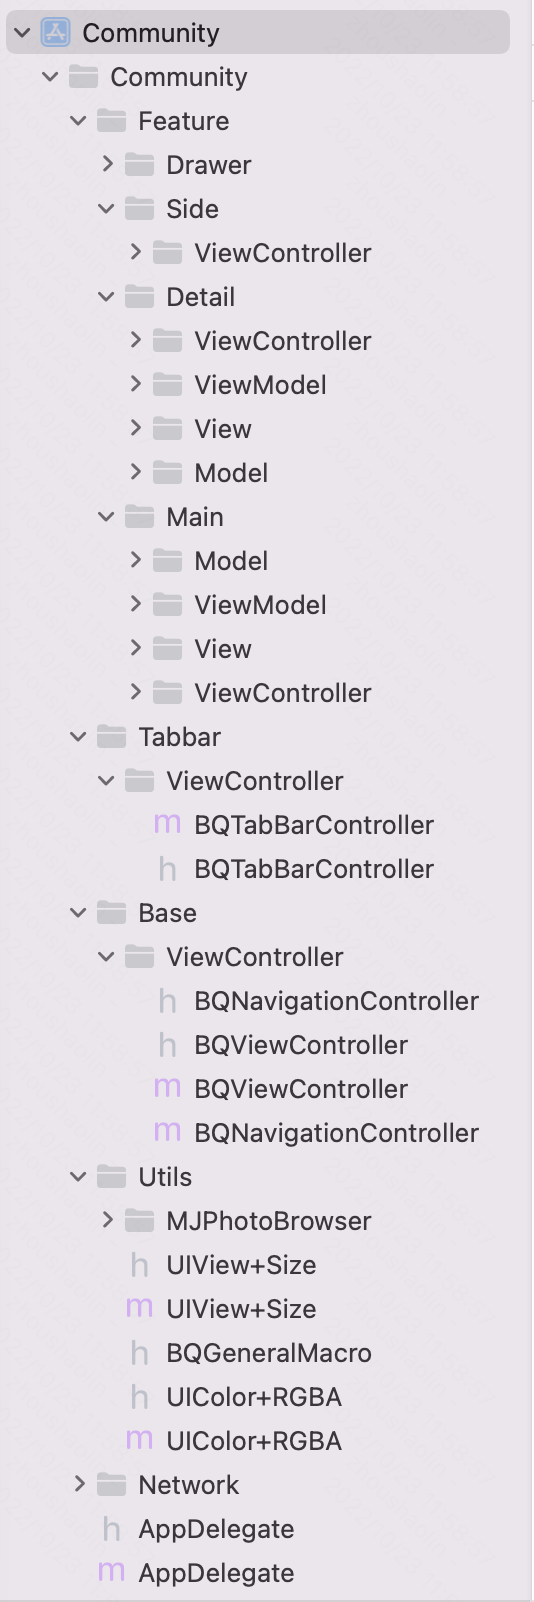 Community
Community
Feature
Drawer
Side
ViewController
Detail
ViewController
ViewModel
View
Model
Main
Model
ViewModel
View
ViewController
Tabbar
ViewController
m BQTabBarController
h BQTabBarController
Base
ViewController
h BQNavigationController
h BQViewController
m BQViewController
m BQNavigationController
Utils
MJPhotoBrowser
h UIView+Size
m UIView+Size
h BQGeneralMacro
h UIColor+RGBA
m UIColor+RGBA
Network
h AppDelegate
m AppDelegate